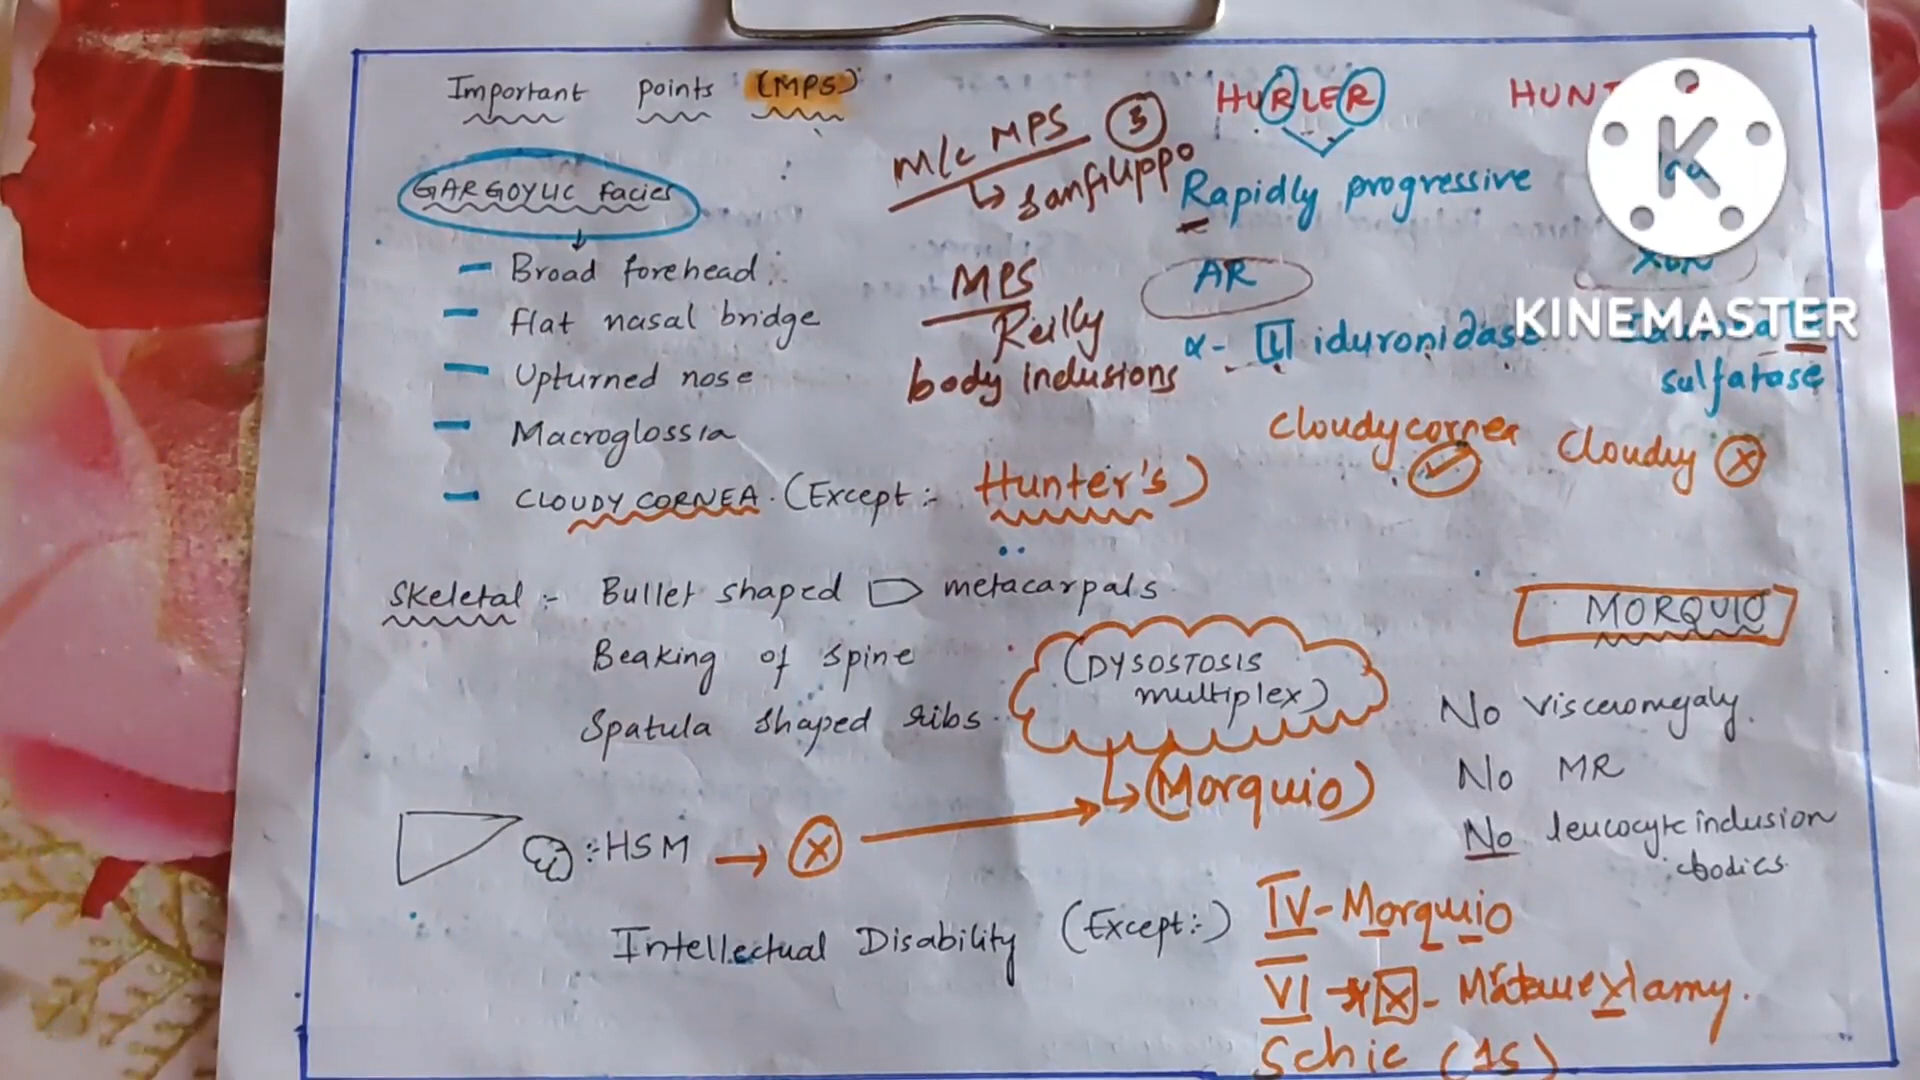 Important points (MPS)
GARGOYLIC facies
Broad forehead
Flat nasal bridge
Upturned nose
Macroglossia
CLOUDY CORNEA. (Except:- Hunter's)
M/c MPS 3
↳ Sanfilippo
MPS
Reilly
body inclusions
HURLER
Rapidly progressive
AR
α- L iduronidase
cloudy cornea ✓
sulfatase
Cloudy X
KINEMASTER
Skeletal :- Bullet shaped metacarpals
Beaking of spine
Spatula shaped ribs
(DYSOSTOSIS
multiplex)
↳ (Morquio)
:- HSM → X
MORQUIO
No visceromegaly.
No MR
No leucocyte inclusion
bodies
Intellectual Disability (Except:-) IV - Morquio
Schie (1S)